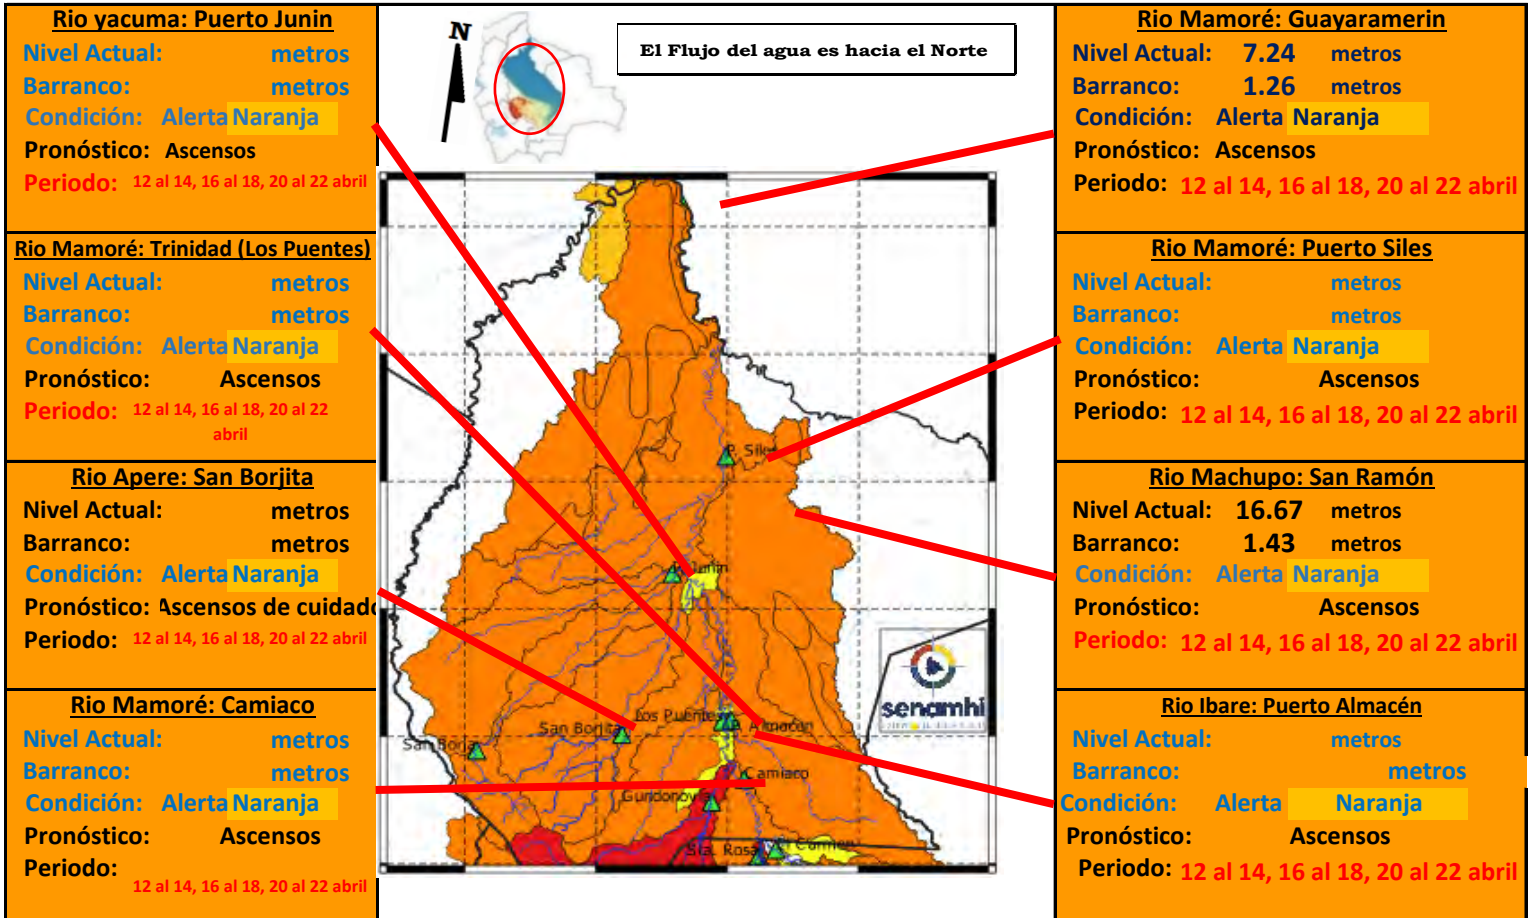 Rio yacuma: Puerto Junin
Nivel Actual: metros
Barranco: metros
Condición: Alerta Naranja
Pronóstico: Ascensos
Periodo: 12 al 14, 16 al 18, 20 al 22 abril
Rio Mamoré: Trinidad (Los Puentes)
Nivel Actual: metros
Barranco: metros
Condición: Alerta Naranja
Pronóstico: Ascensos
Periodo: 12 al 14, 16 al 18, 20 al 22
abril
Rio Apere: San Borjita
Nivel Actual: metros
Barranco: metros
Condición: Alerta Naranja
Pronóstico: Ascensos de cuidado
Periodo: 12 al 14, 16 al 18, 20 al 22 abril
Rio Mamoré: Camiaco
Nivel Actual: metros
Barranco: metros
Condición: Alerta Naranja
Pronóstico: Ascensos
Periodo:
12 al 14, 16 al 18, 20 al 22 abril
N
El Flujo del agua es hacia el Norte
P. Siles
Junin
senamhi
Los Puentes
P. Almacén
San Borjita
San Borja
Camiaco
Gundonovia
Sta. Rosa
El Carmen
Rio Mamoré: Guayaramerin
Nivel Actual: 7.24 metros
Barranco: 1.26 metros
Condición: Alerta Naranja
Pronóstico: Ascensos
Periodo: 12 al 14, 16 al 18, 20 al 22 abril
Rio Mamoré: Puerto Siles
Nivel Actual: metros
Barranco: metros
Condición: Alerta Naranja
Pronóstico: Ascensos
Periodo: 12 al 14, 16 al 18, 20 al 22 abril
Rio Machupo: San Ramón
Nivel Actual: 16.67 metros
Barranco: 1.43 metros
Condición: Alerta Naranja
Pronóstico: Ascensos
Periodo: 12 al 14, 16 al 18, 20 al 22 abril
Rio Ibare: Puerto Almacén
Nivel Actual: metros
Barranco: metros
Condición: Alerta Naranja
Pronóstico: Ascensos
Periodo: 12 al 14, 16 al 18, 20 al 22 abril